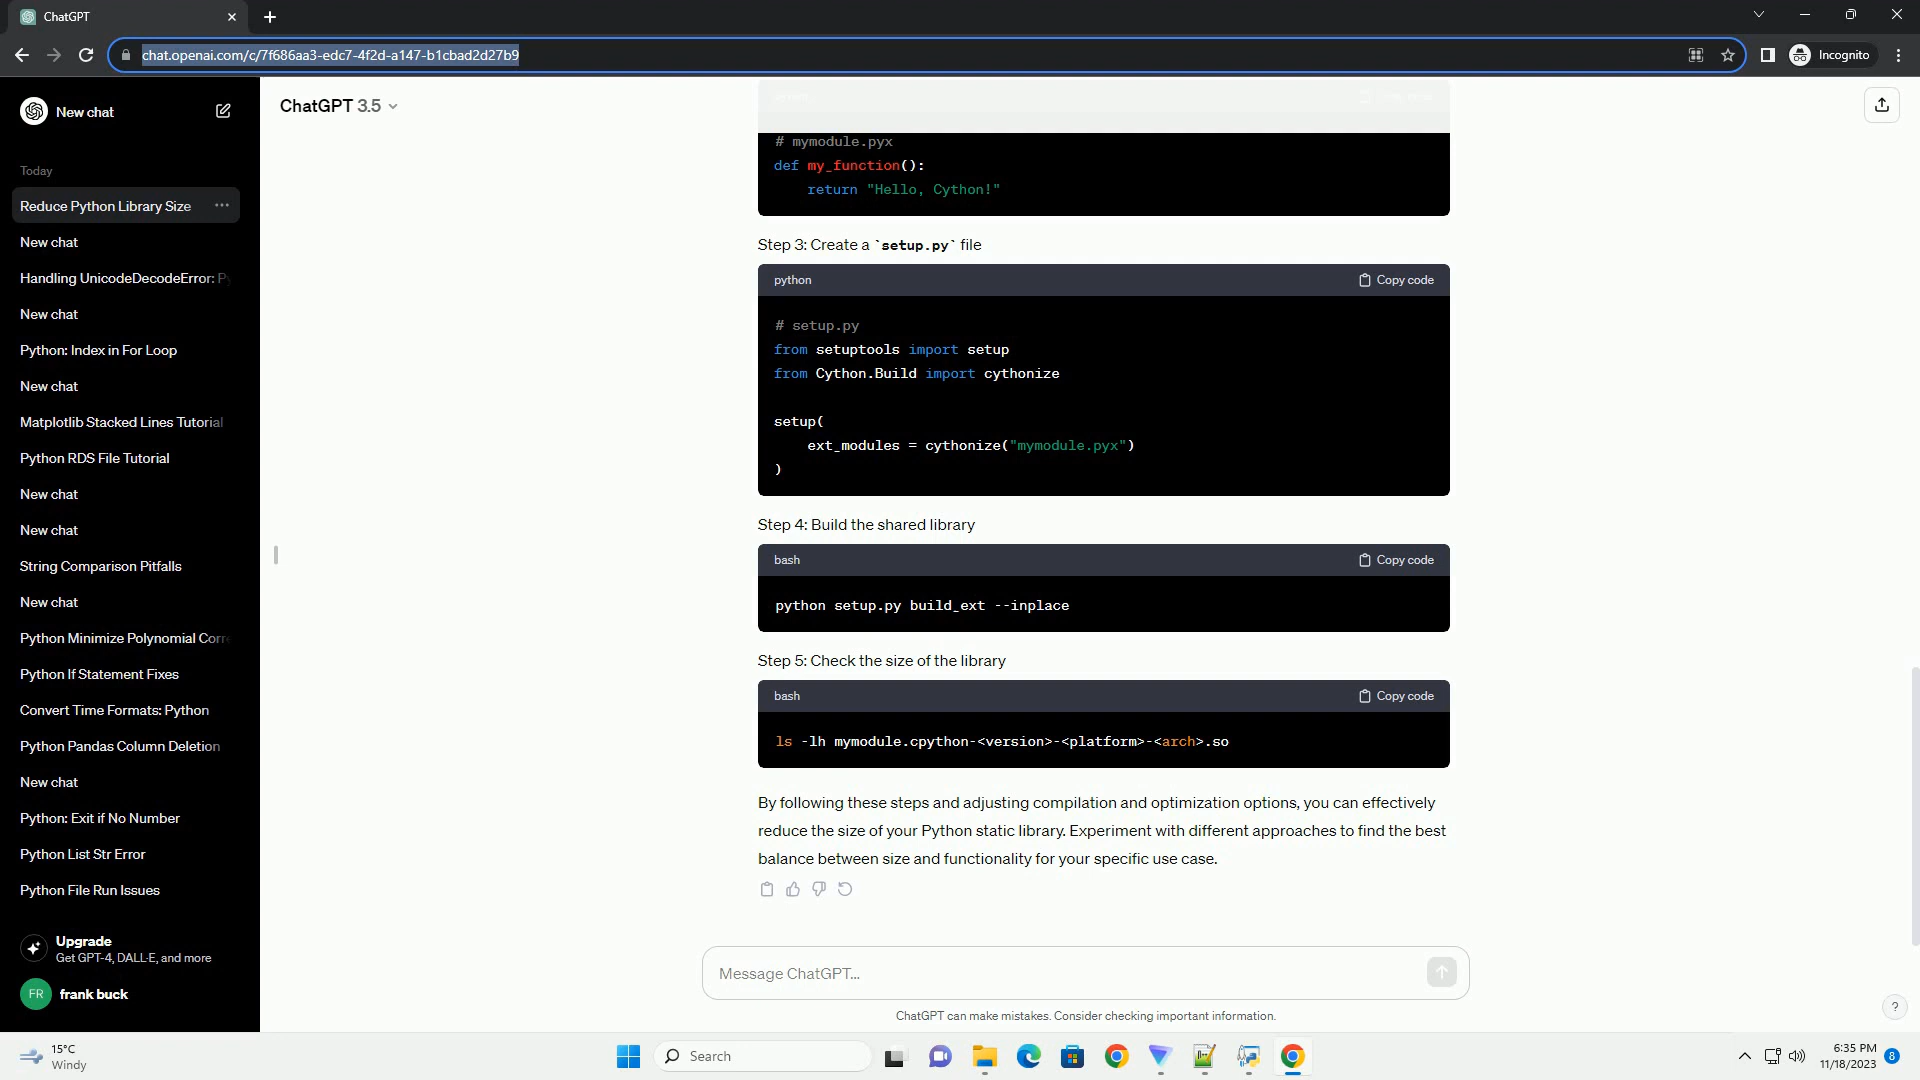 ChatGPT
chat.openai.com/c/7f686aa3-edc7-4f2d-a147-b1cbad2d27b9
Incognito
New chat
Today
Reduce Python Library Size
New chat
Handling UnicodeDecodeError: Py
New chat
Python: Index in For Loop
New chat
Matplotlib Stacked Lines Tutorial
Python RDS File Tutorial
New chat
New chat
String Comparison Pitfalls
New chat
Python Minimize Polynomial Corre
Python If Statement Fixes
Convert Time Formats: Python
Python Pandas Column Deletion
New chat
Python: Exit if No Number
Python List Str Error
Python File Run Issues
Upgrade
Get GPT-4, DALL·E, and more
FR frank buck
ChatGPT 3.5
# mymodule.pyx
def my_function():
return "Hello, Cython!"
Step 3: Create a `setup.py` file
python Copy code
# setup.py
from setuptools import setup
from Cython.Build import cythonize
setup(
ext_modules = cythonize("mymodule.pyx")
)
Step 4: Build the shared library
bash Copy code
python setup.py build_ext --inplace
Step 5: Check the size of the library
bash Copy code
ls -lh mymodule.cpython-<version>-<platform>-<arch>.so
By following these steps and adjusting compilation and optimization options, you can effectively
reduce the size of your Python static library. Experiment with different approaches to find the best
balance between size and functionality for your specific use case.
Message ChatGPT...
ChatGPT can make mistakes. Consider checking important information.
?
15°C
Windy
Search
6:35 PM
11/18/2023
8